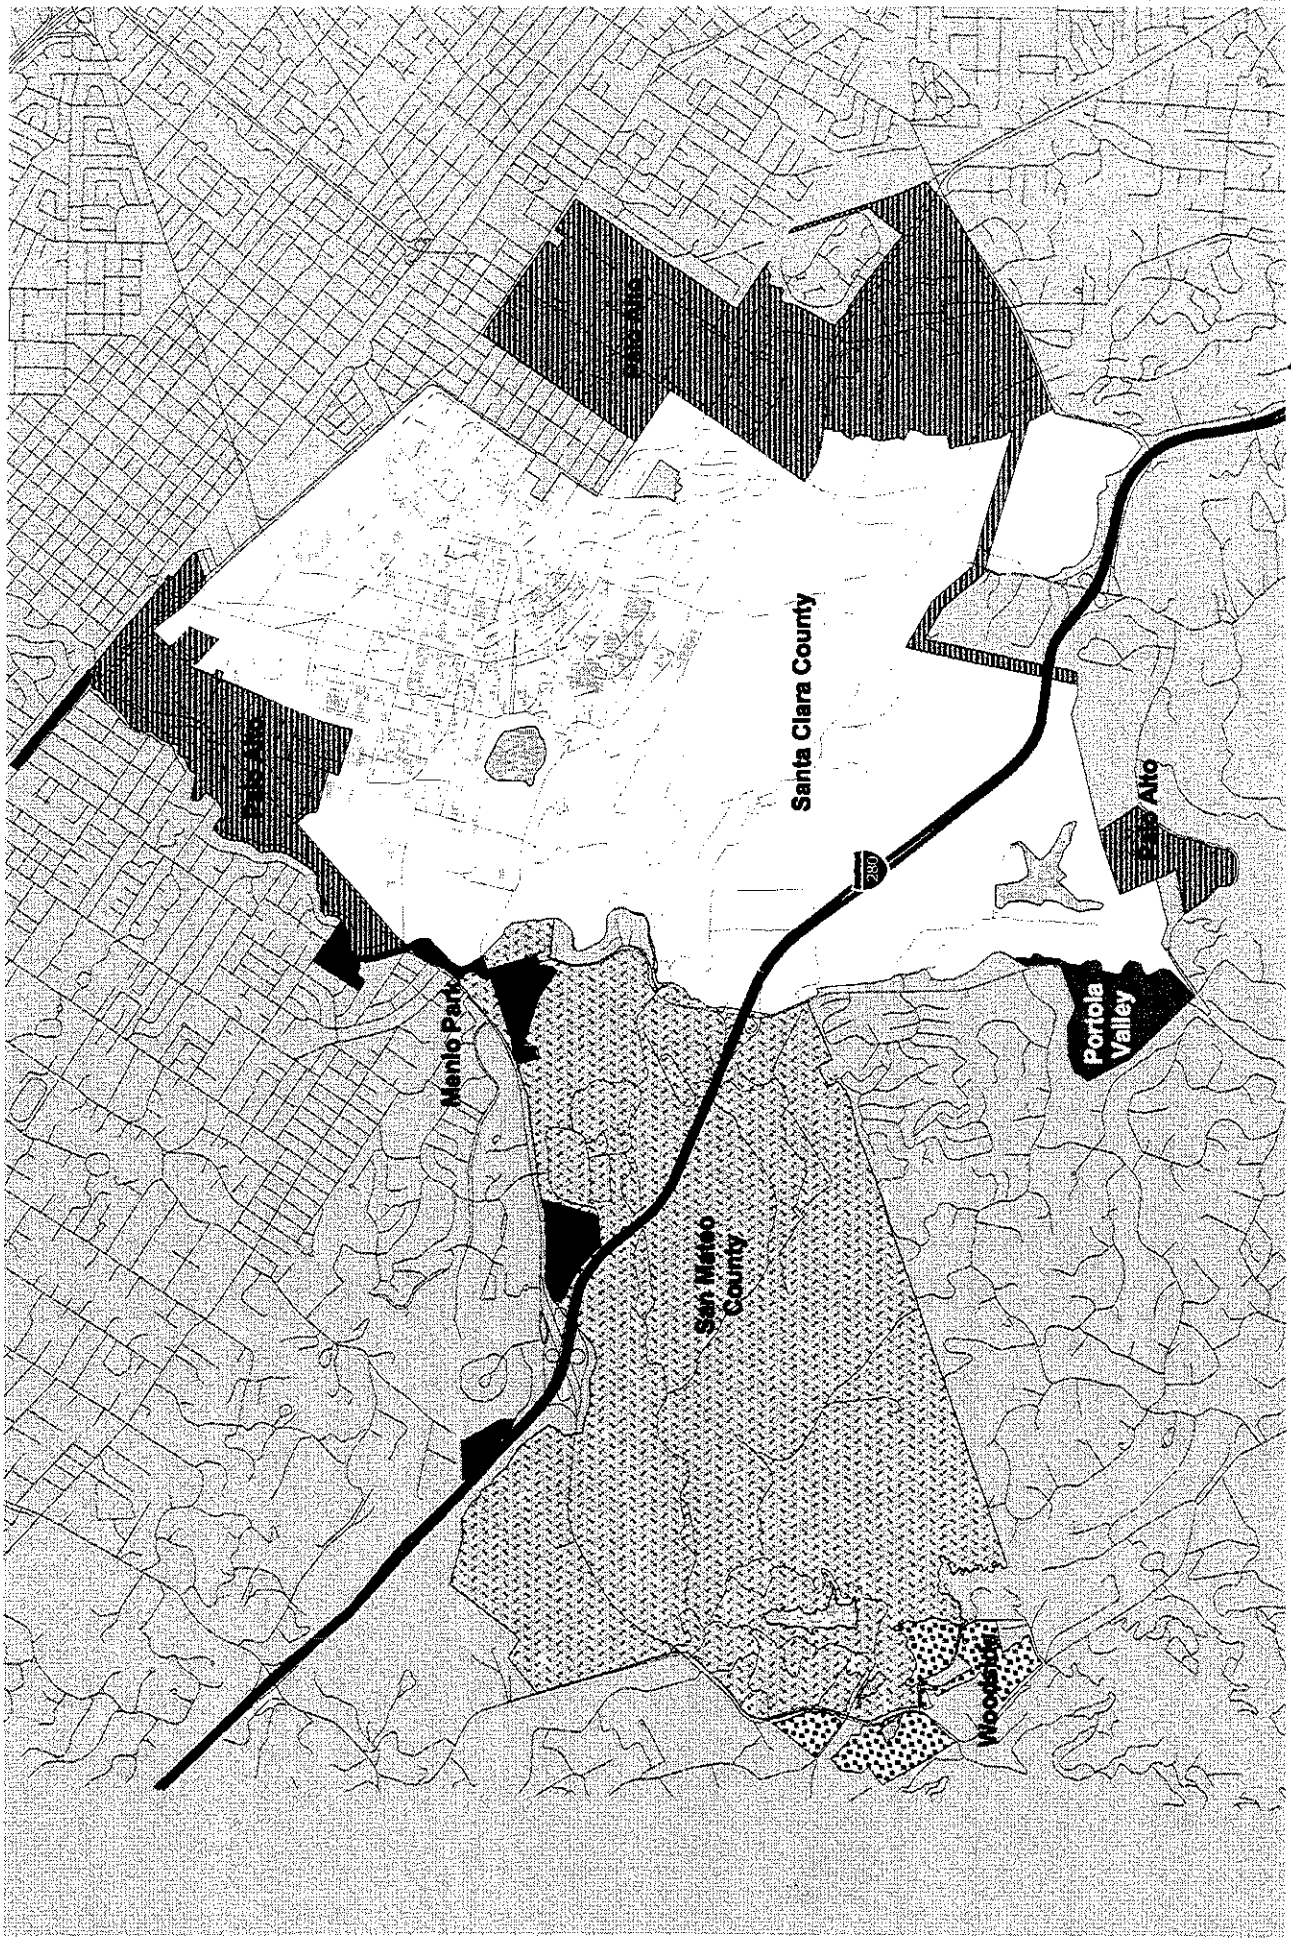 Palo Alto
Palo Alto
Menlo Park
Santa Clara County
280
Palo Alto
Portola
Valley
San Mateo
County
Woodside